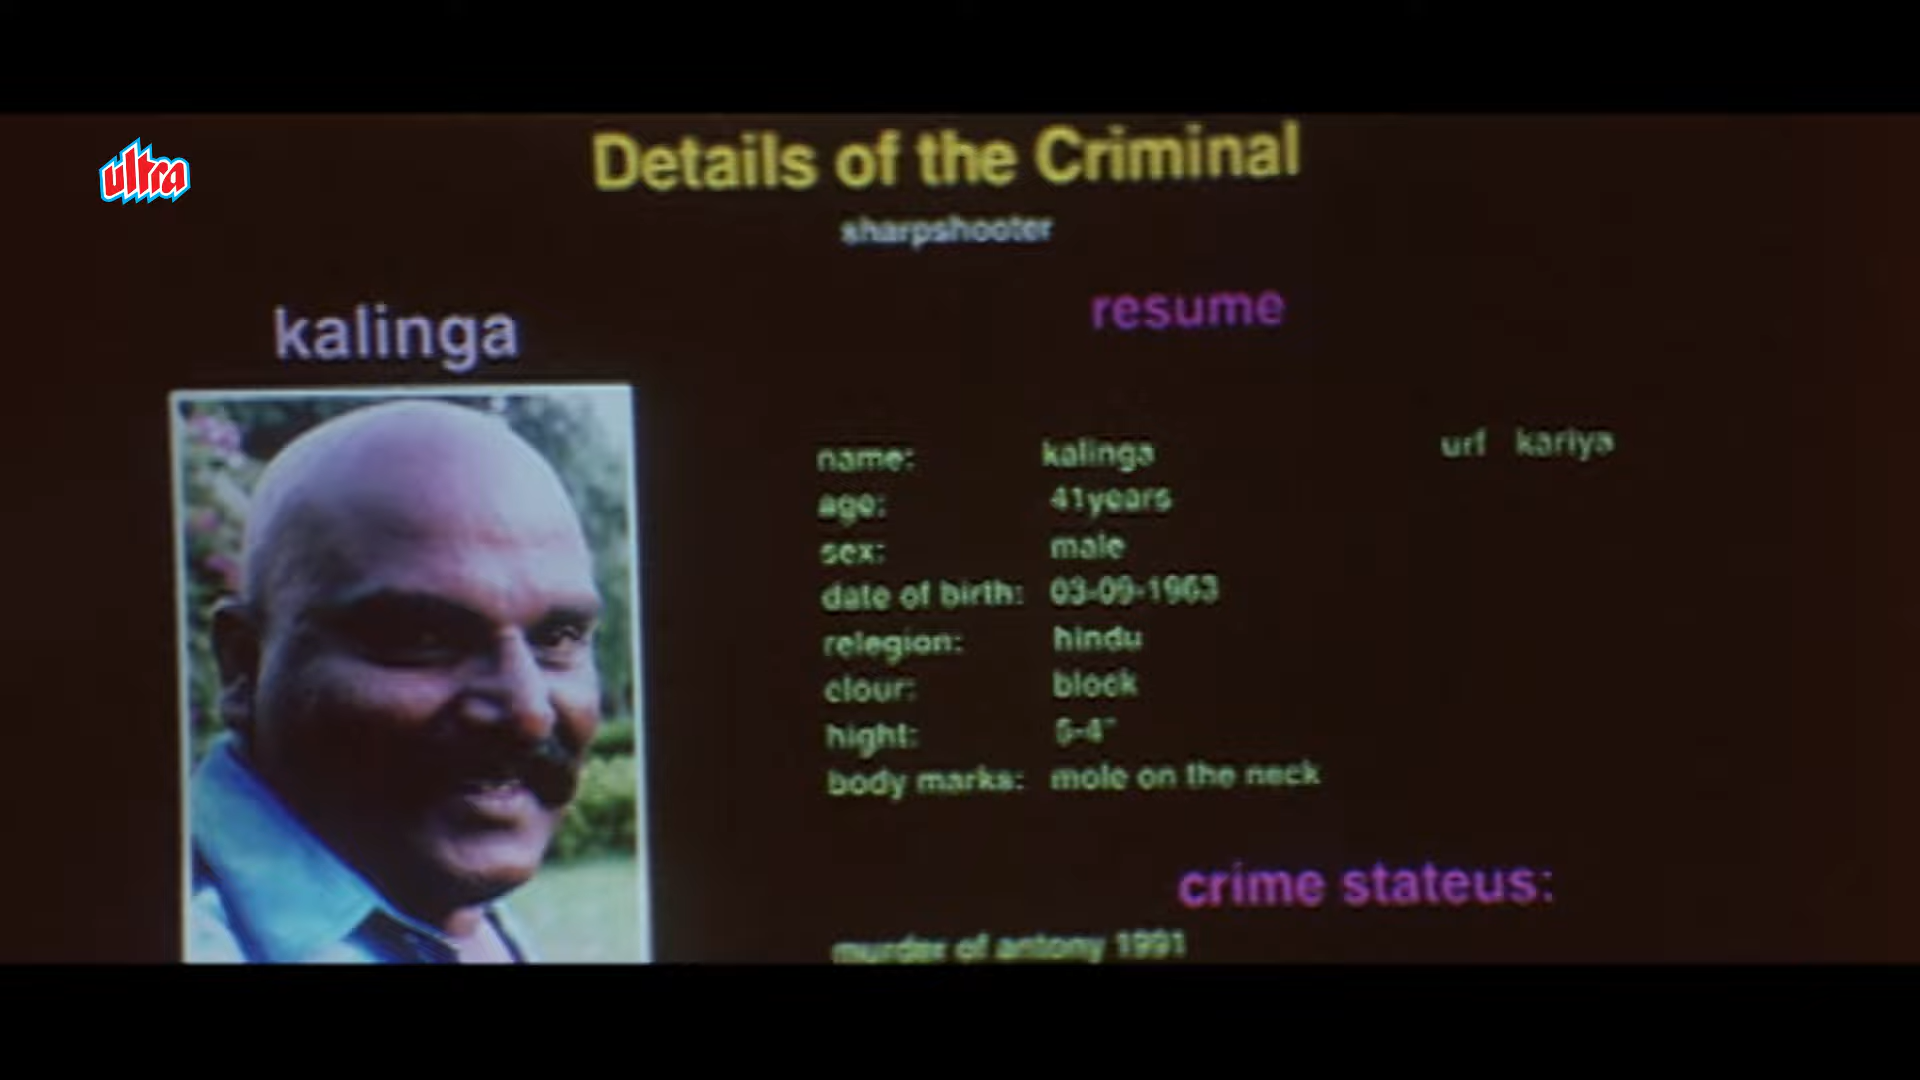 ultra
Details of the Criminal
sharpshooter
kalinga
resume
name: kalinga urf kariya
age: 41years
sex: male
date of birth: 03-09-1963
relegion: hindu
clour: block
hight: 5-4"
body marks: mole on the neck
crime stateus:
murder of antony 1991